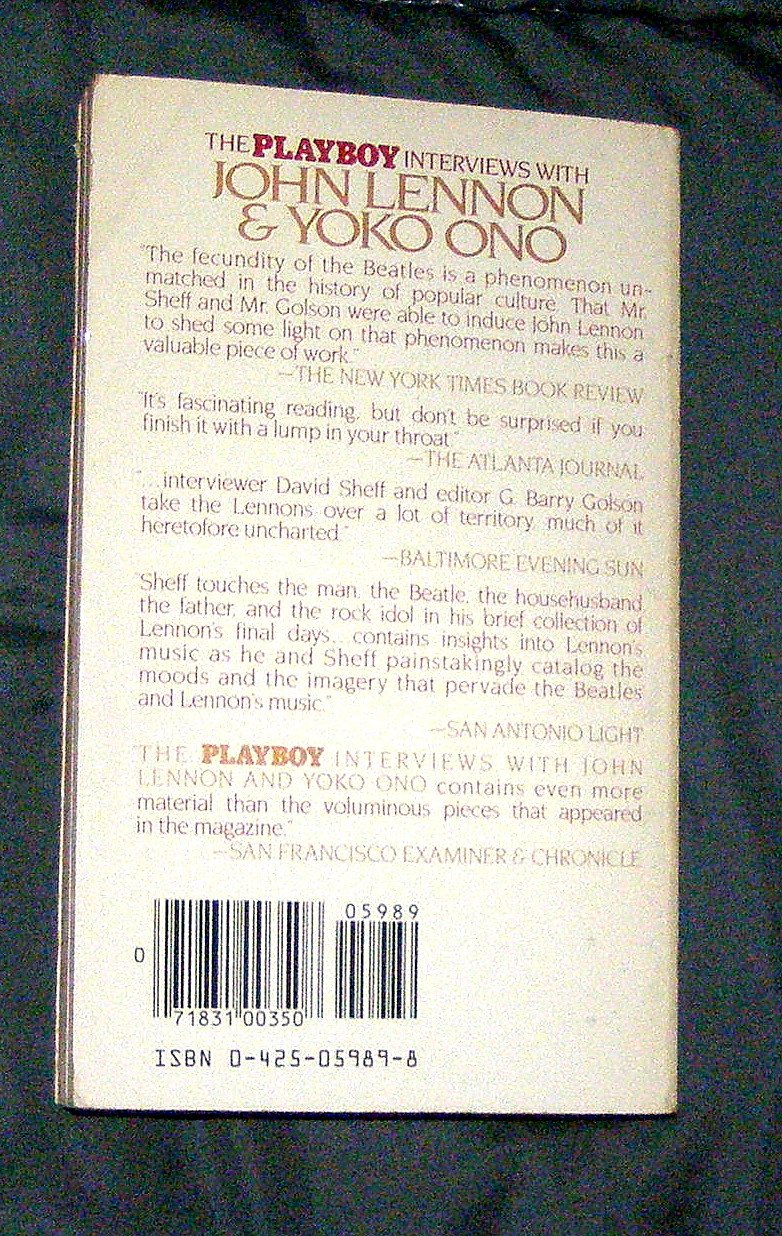 THE PLAYBOY INTERVIEWS WITH
JOHN LENNON
& YOKO ONO
"The fecundity of the Beatles is a phenomenon un-
matched in the history of popular culture. That Mr.
Sheff and Mr. Golson were able to induce John Lennon
to shed some light on that phenomenon makes this a
valuable piece of work."
—THE NEW YORK TIMES BOOK REVIEW
"It's fascinating reading, but don't be surprised if you
finish it with a lump in your throat."
—THE ATLANTA JOURNAL
"...interviewer David Sheff and editor G. Barry Golson
take the Lennons over a lot of territory, much of it
heretofore uncharted."
—BALTIMORE EVENING SUN
"Sheff touches the man, the Beatle, the househusband,
the father, and the rock idol in his brief collection of
Lennon's final days...contains insights into Lennon's
music as he and Sheff painstakingly catalog the
moods and the imagery that pervade the Beatles'
and Lennon's music."
—SAN ANTONIO LIGHT
"THE PLAYBOY INTERVIEWS WITH JOHN
LENNON AND YOKO ONO contains even more
material than the voluminous pieces that appeared
in the magazine."
—SAN FRANCISCO EXAMINER & CHRONICLE
05989
0
71831 00350
ISBN 0-425-05989-8